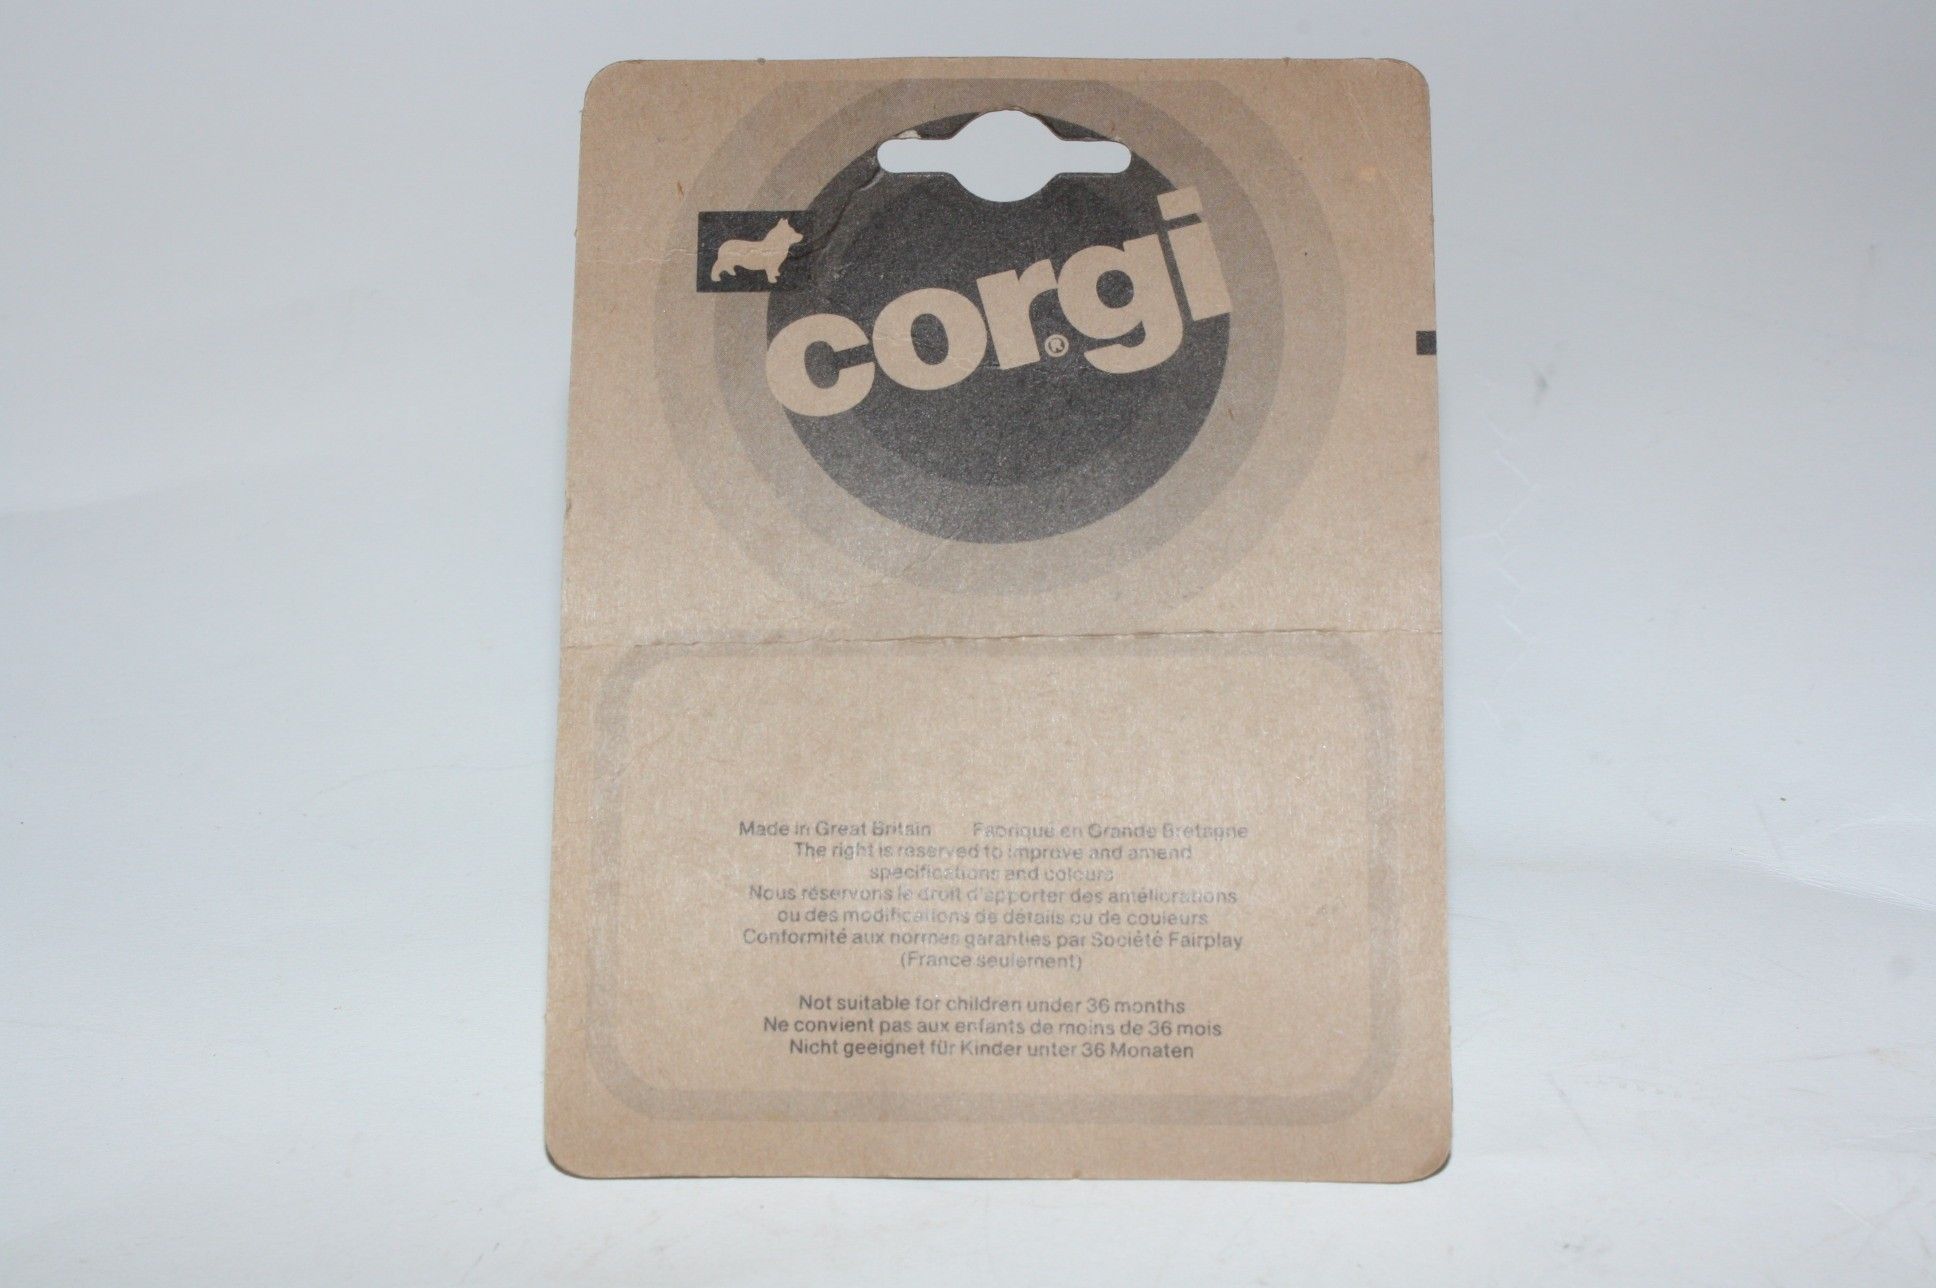 corgi®
Made in Great Britain Fabriqué en Grande Bretagne
The right is reserved to improve and amend
specifications and colours
Nous réservons le droit d'apporter des améliorations
ou des modifications de détails ou de couleurs
Conformité aux normes garanties par Société Fairplay
(France seulement)
Not suitable for children under 36 months
Ne convient pas aux enfants de moins de 36 mois
Nicht geeignet für Kinder unter 36 Monaten